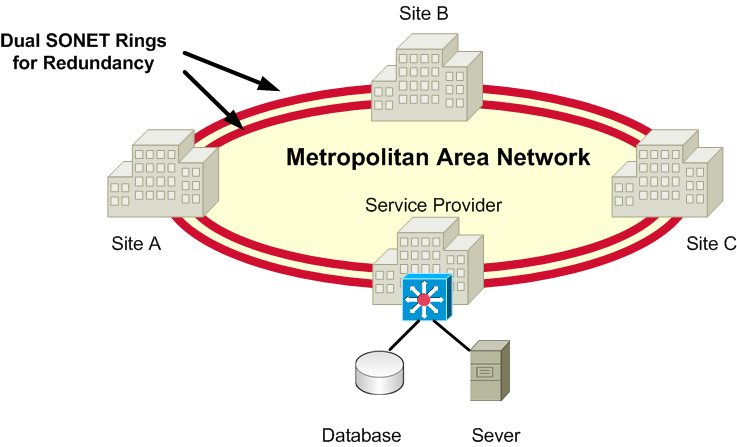 Site B
Dual SONET Rings
for Redundancy
Metropolitan Area Network
Service Provider
Site A
Site C
Database
Sever